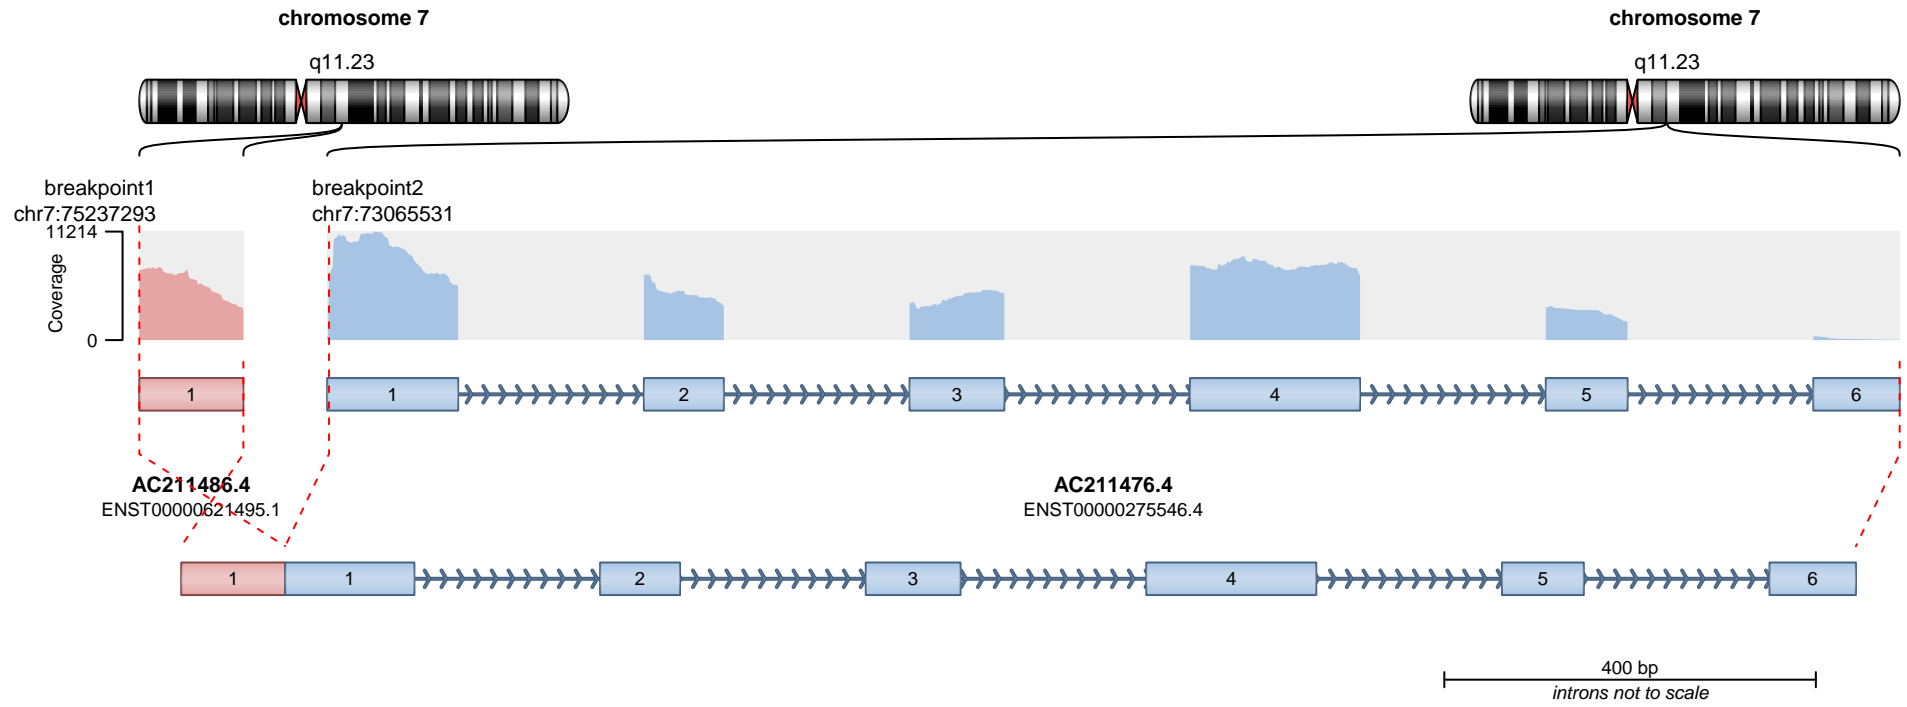 chromosome 7
chromosome 7
q11.23
q11.23
breakpoint1
chr7:75237293
breakpoint2
chr7:73065531
11214
Coverage
0
1
1
2
3
4
5
6
AC211486.4
ENST00000621495.1
AC211476.4
ENST00000275546.4
1
1
2
3
4
5
6
400 bp
introns not to scale